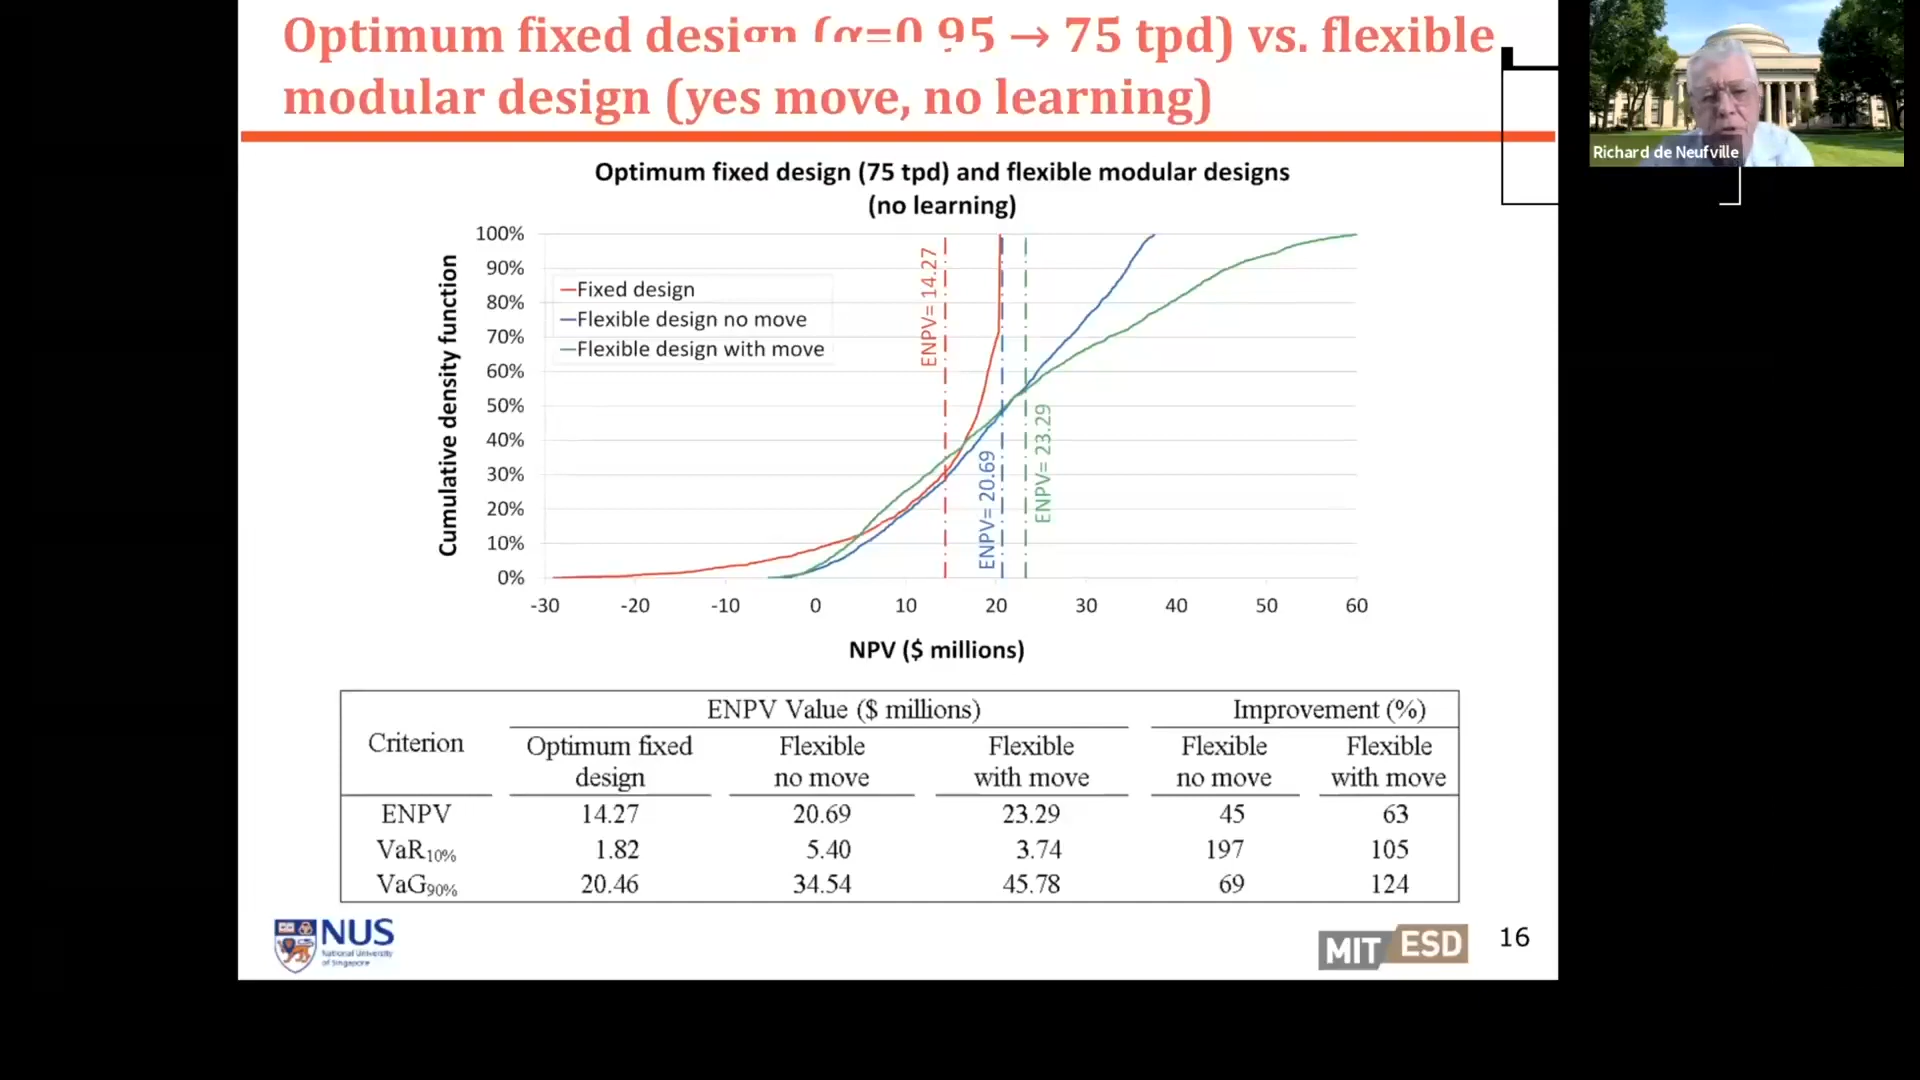 Optimum fixed design (α=0.95 → 75 tpd) vs. flexible
modular design (yes move, no learning)
Richard de Neufville
Optimum fixed design (75 tpd) and flexible modular designs
(no learning)
Cumulative density function
100%
90%
80%
70%
60%
50%
40%
30%
20%
10%
0%
Fixed design
Flexible design no move
Flexible design with move
ENPV= 14.27
ENPV= 20.69
ENPV= 23.29
-30 -20 -10 0 10 20 30 40 50 60
NPV ($ millions)
Criterion ENPV Value ($ millions) Improvement (%)
Optimum fixed Flexible Flexible Flexible Flexible
design no move with move no move with move
ENPV 14.27 20.69 23.29 45 63
VaR10% 1.82 5.40 3.74 197 105
VaG90% 20.46 34.54 45.78 69 124
NUS
National University
of Singapore
MIT ESD
16